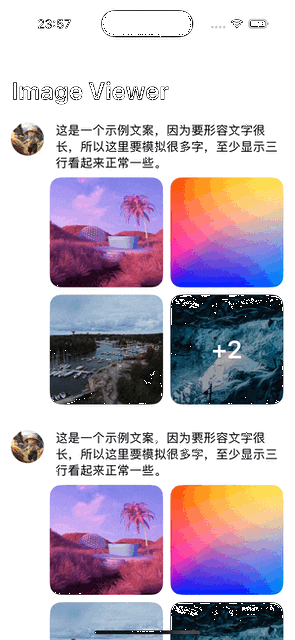 23:57
Image Viewer
这是一个示例文案，因为要形容文字很
长，所以这里要模拟很多字，至少显示三
行看起来正常一些。
+2
这是一个示例文案，因为要形容文字很
长，所以这里要模拟很多字，至少显示三
行看起来正常一些。